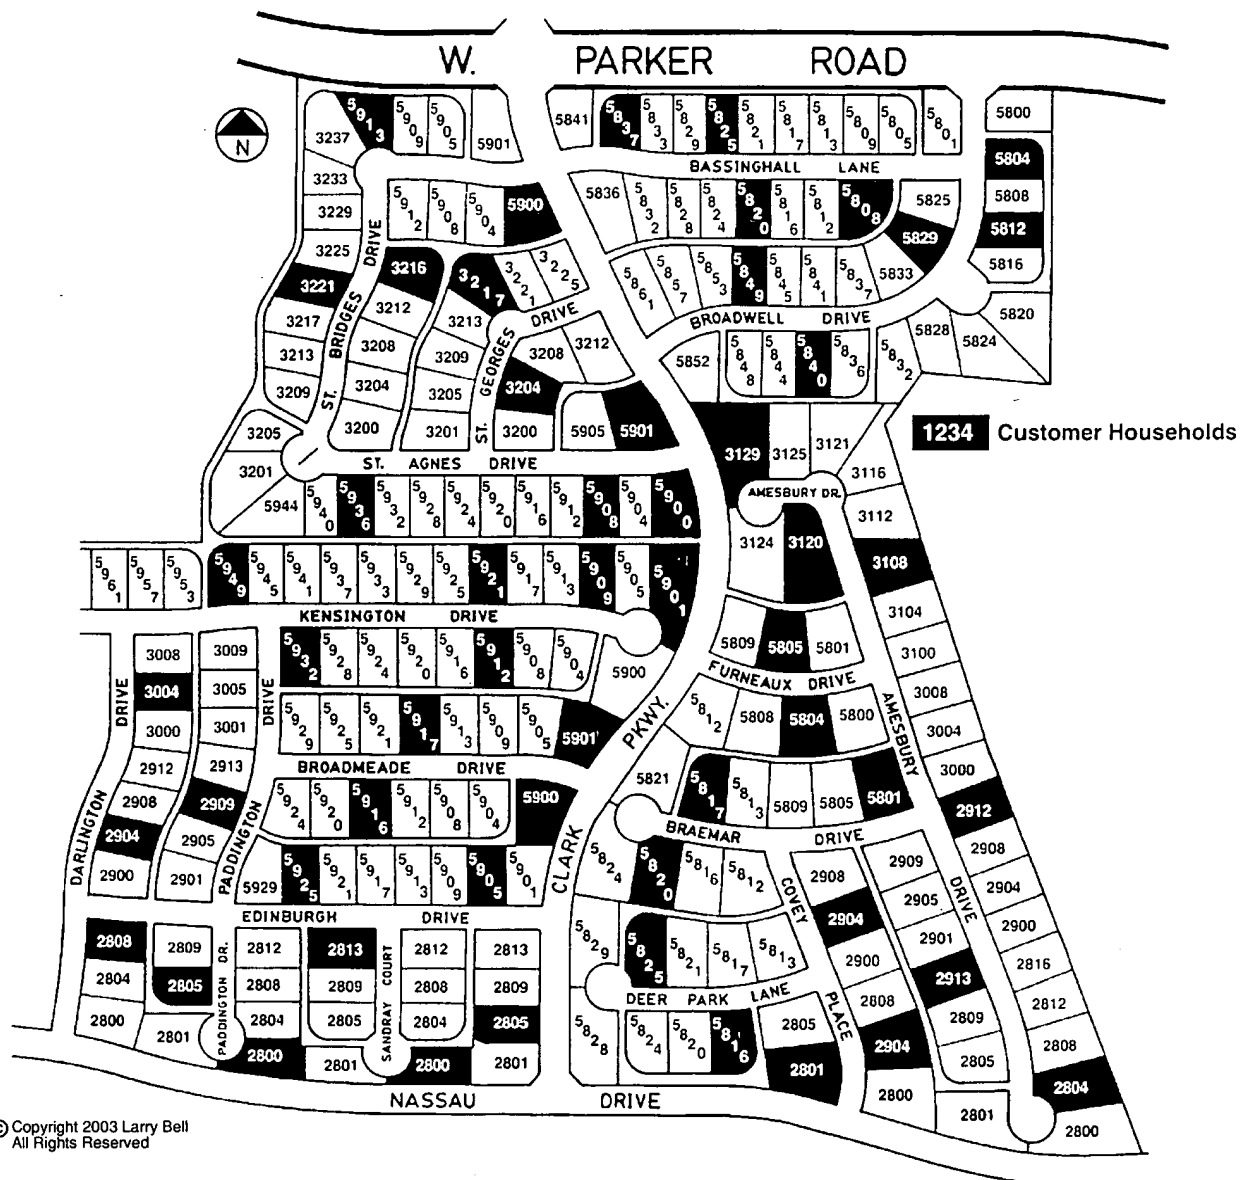 W. PARKER ROAD
5913 5909 5905 5901 5841 5837 5833 5829 5825 5821 5817 5813 5809 5805 5801 5800
3237
N
BASSINGHALL LANE
5804
3233
5808
3229
5912 5908 5904 5900 5836 5832 5828 5824 5820 5816 5812 5808 5825
5812
3225
DRIVE
5829
5816
3221
3216 3217 3221 3225 5861 5857 5853 5849 5845 5841 5837 5833
3217
ST. BRIDGES
3212 3213
GEORGES DRIVE
BROADWELL DRIVE
5820
3213
3208 3209 3208 3212
5852 5848 5844 5840 5836 5832 5828 5824
3209
3204 3205 3204
3205
3200 3201
ST.
3200 5905 5901
1234 Customer Households
3201
ST. AGNES DRIVE
3129 3125 3121
3116
5944 5940 5936 5932 5928 5924 5920 5916 5912 5908 5904 5900
AMESBURY DR.
3112
3124 3120
3108
5961 5957 5953 5949 5945 5941 5937 5933 5929 5925 5921 5917 5913 5909 5905 5901
3104
KENSINGTON DRIVE
5809 5805 5801
3100
3008 3009
5932 5928 5924 5920 5916 5912 5908 5904 5900
FURNEAUX DRIVE
3008
DRIVE
3004 3005
DRIVE
5812 5808 5804 5800
AMESBURY
3004
3000 3001
5929 5925 5921 5917 5913 5909 5905 5901
PKWY.
3000
2912 2913
BROADMEADE DRIVE
5821 5817 5813 5809 5805 5801
2912
2908 2909
5924 5920 5916 5912 5908 5904 5900
BRAEMAR DRIVE
2908
DARLINGTON
2904 2905
PADDINGTON
CLARK
5824 5820 5816 5812
2908 2909
2904
2900 2901
5929 5925 5921 5917 5913 5909 5905 5901
COVEY
2904 2905
DRIVE
2900
EDINBURGH DRIVE
5829 5825 5821 5817 5813
2900 2901
2816
2808 2809
PADDINGTON DR.
2812 2813
SANDRAY COURT
2812 2813
2913
2812
2804 2805 2808 2809 2808 2809
DEER PARK LANE
PLACE
2808 2809
2808
2800 2801 2804 2805 2804 2805
5828 5824 5820 5816 2805
2904 2805
2804
2800 2801 2800 2801
2801 2800 2801 2800
NASSAU DRIVE
© Copyright 2003 Larry Bell
All Rights Reserved